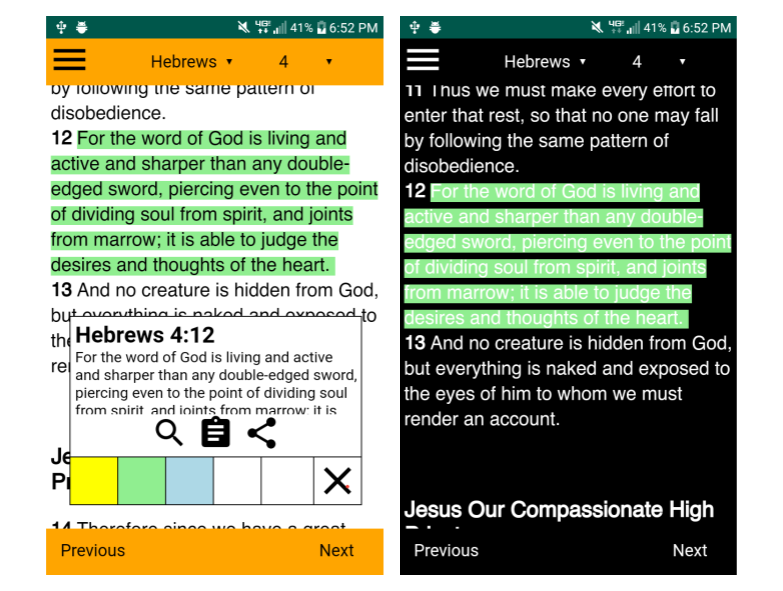 4G 41% 6:52 PM
Hebrews 4
by following the same pattern of
disobedience.
12 For the word of God is living and
active and sharper than any double-
edged sword, piercing even to the point
of dividing soul from spirit, and joints
from marrow; it is able to judge the
desires and thoughts of the heart.
13 And no creature is hidden from God,
but everything is naked and exposed to
the
re
Hebrews 4:12
For the word of God is living and active
and sharper than any double-edged sword,
piercing even to the point of dividing soul
from spirit, and joints from marrow; it is
Je
P
14 Therefore since we have a great
Previous Next
4G 41% 6:52 PM
Hebrews 4
11 Thus we must make every effort to
enter that rest, so that no one may fall
by following the same pattern of
disobedience.
12 For the word of God is living and
active and sharper than any double-
edged sword, piercing even to the point
of dividing soul from spirit, and joints
from marrow; it is able to judge the
desires and thoughts of the heart.
13 And no creature is hidden from God,
but everything is naked and exposed to
the eyes of him to whom we must
render an account.
Jesus Our Compassionate High
Priest
Previous Next